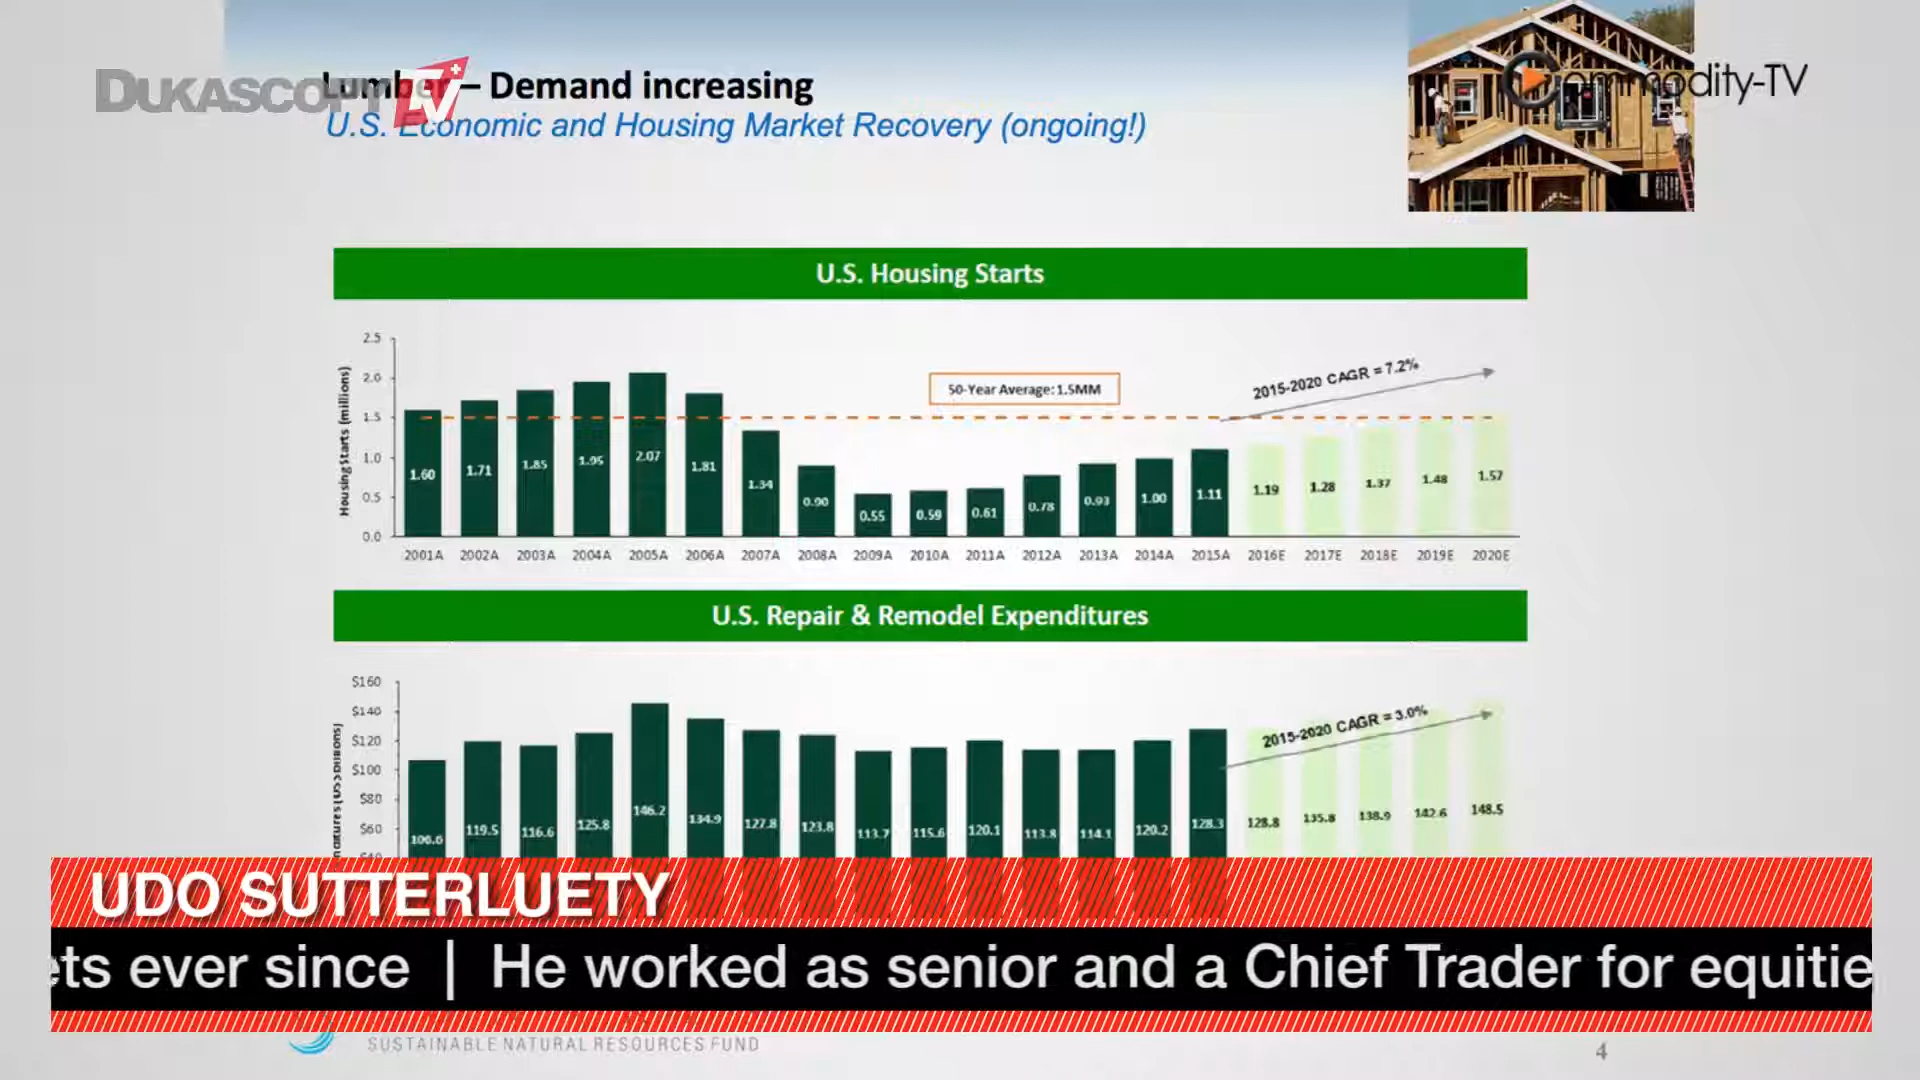 DUKASCOPY TV+
Lumber – Demand increasing
ommodity-TV
U.S. Economic and Housing Market Recovery (ongoing!)
U.S. Housing Starts
Housing Starts (millions)
2.5
2.0
1.5
1.0
0.5
0.0
50-Year Average: 1.5MM
2015-2020 CAGR = 7.2%
1.60 1.71 1.85 1.95 2.07 1.81 1.34 0.90 0.55 0.59 0.61 0.78 0.93 1.00 1.11 1.19 1.28 1.37 1.48 1.57
2001A 2002A 2003A 2004A 2005A 2006A 2007A 2008A 2009A 2010A 2011A 2012A 2013A 2014A 2015A 2016E 2017E 2018E 2019E 2020E
U.S. Repair & Remodel Expenditures
$160
$140
$120
$100
$80
$60
$40
2015-2020 CAGR = 3.0%
106.6 119.5 116.6 125.8 146.2 134.9 127.8 123.8 113.7 115.6 120.1 113.8 114.1 120.2 128.3 128.8 135.8 138.9 142.6 148.5
UDO SUTTERLUETY
ets ever since | He worked as senior and a Chief Trader for equitie
SUSTAINABLE NATURAL RESOURCES FUND
4